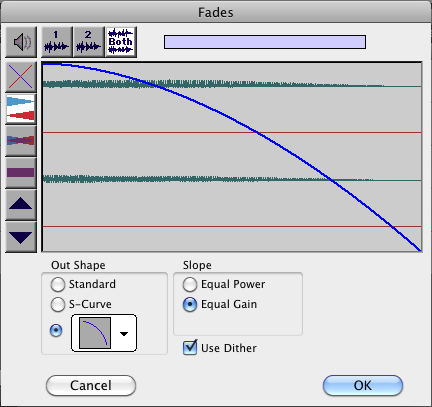 Fades
1 2 Both
Out Shape Slope
Standard Equal Power
S-Curve Equal Gain
Use Dither
Cancel OK